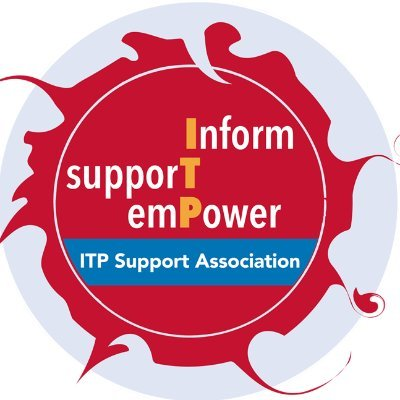 Inform
supporT
emPower
ITP Support Association